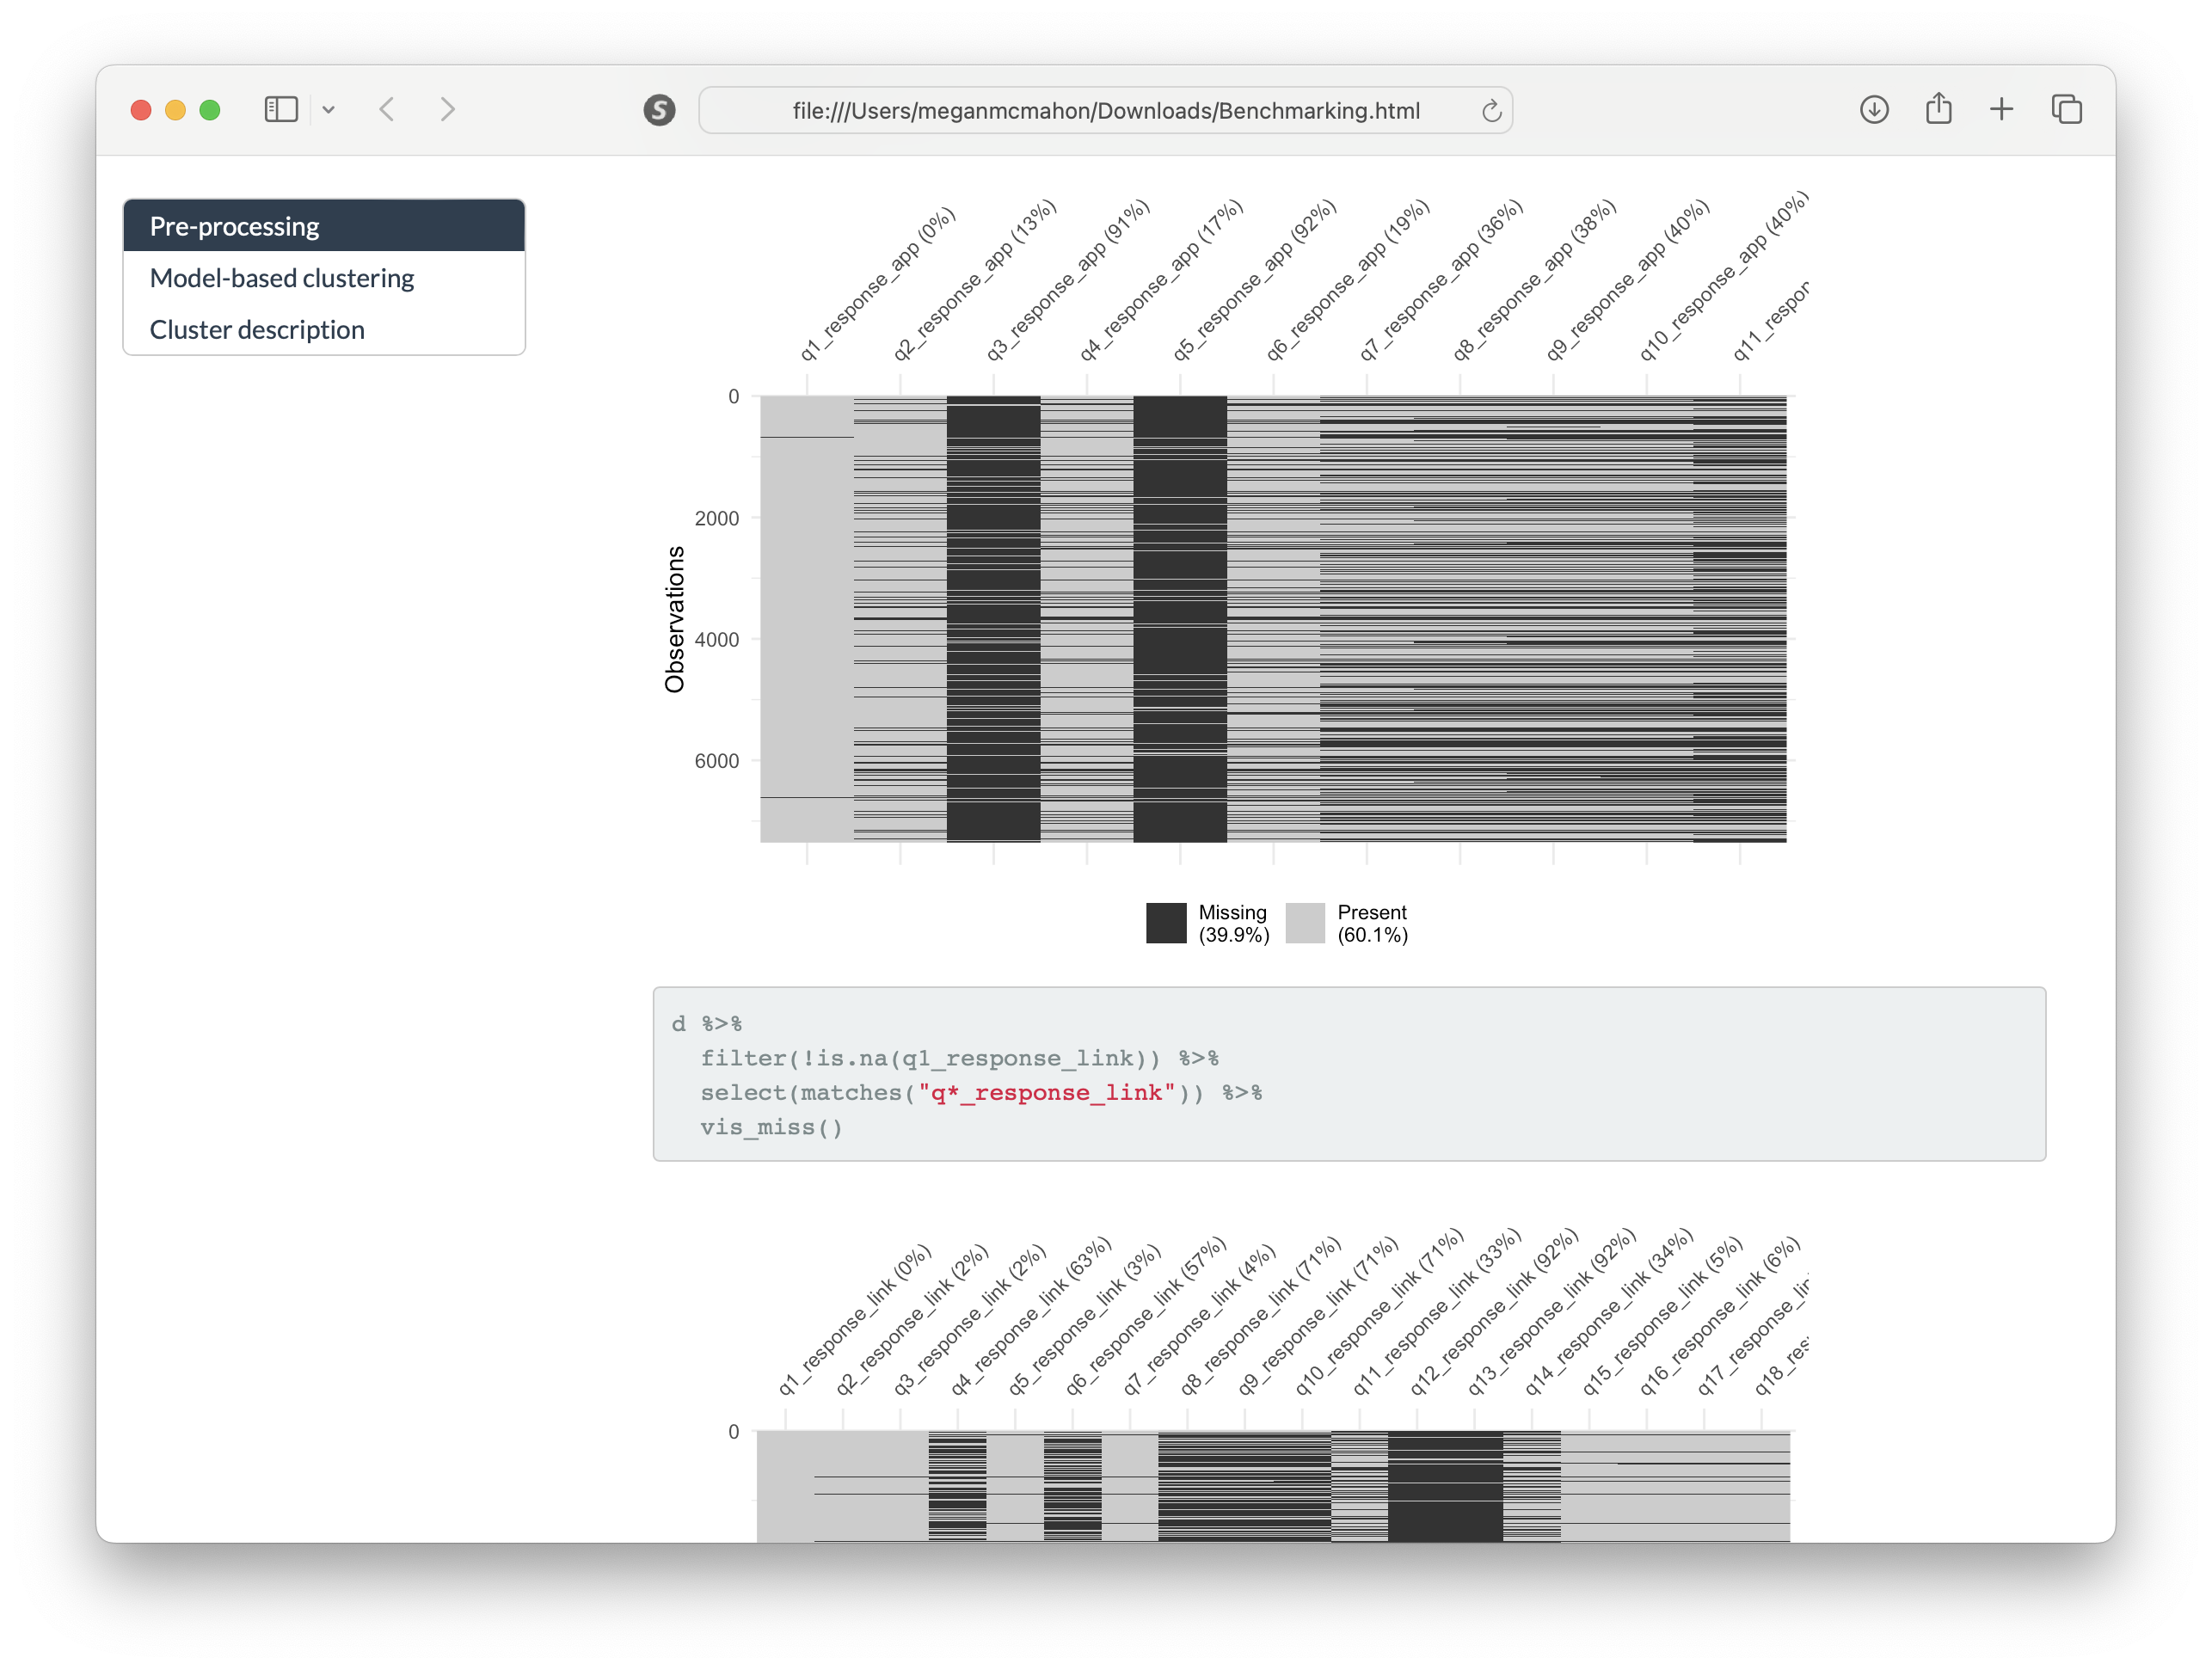 file:///Users/meganmcmahon/Downloads/Benchmarking.html
Pre-processing
Model-based clustering
Cluster description
q1_response_app (0%)
q2_response_app (13%)
q3_response_app (91%)
q4_response_app (17%)
q5_response_app (92%)
q6_response_app (19%)
q7_response_app (36%)
q8_response_app (38%)
q9_response_app (40%)
q10_response_app (40%)
q11_respor
0
2000
4000
6000
Observations
Missing
(39.9%)
Present
(60.1%)
d %>%
filter(!is.na(q1_response_link)) %>%
select(matches("q*_response_link")) %>%
vis_miss()
q1_response_link (0%)
q2_response_link (2%)
q3_response_link (2%)
q4_response_link (63%)
q5_response_link (3%)
q6_response_link (57%)
q7_response_link (4%)
q8_response_link (71%)
q9_response_link (71%)
q10_response_link (71%)
q11_response_link (33%)
q12_response_link (92%)
q13_response_link (92%)
q14_response_link (34%)
q15_response_link (5%)
q16_response_link (6%)
q17_response_lin
q18_res
0